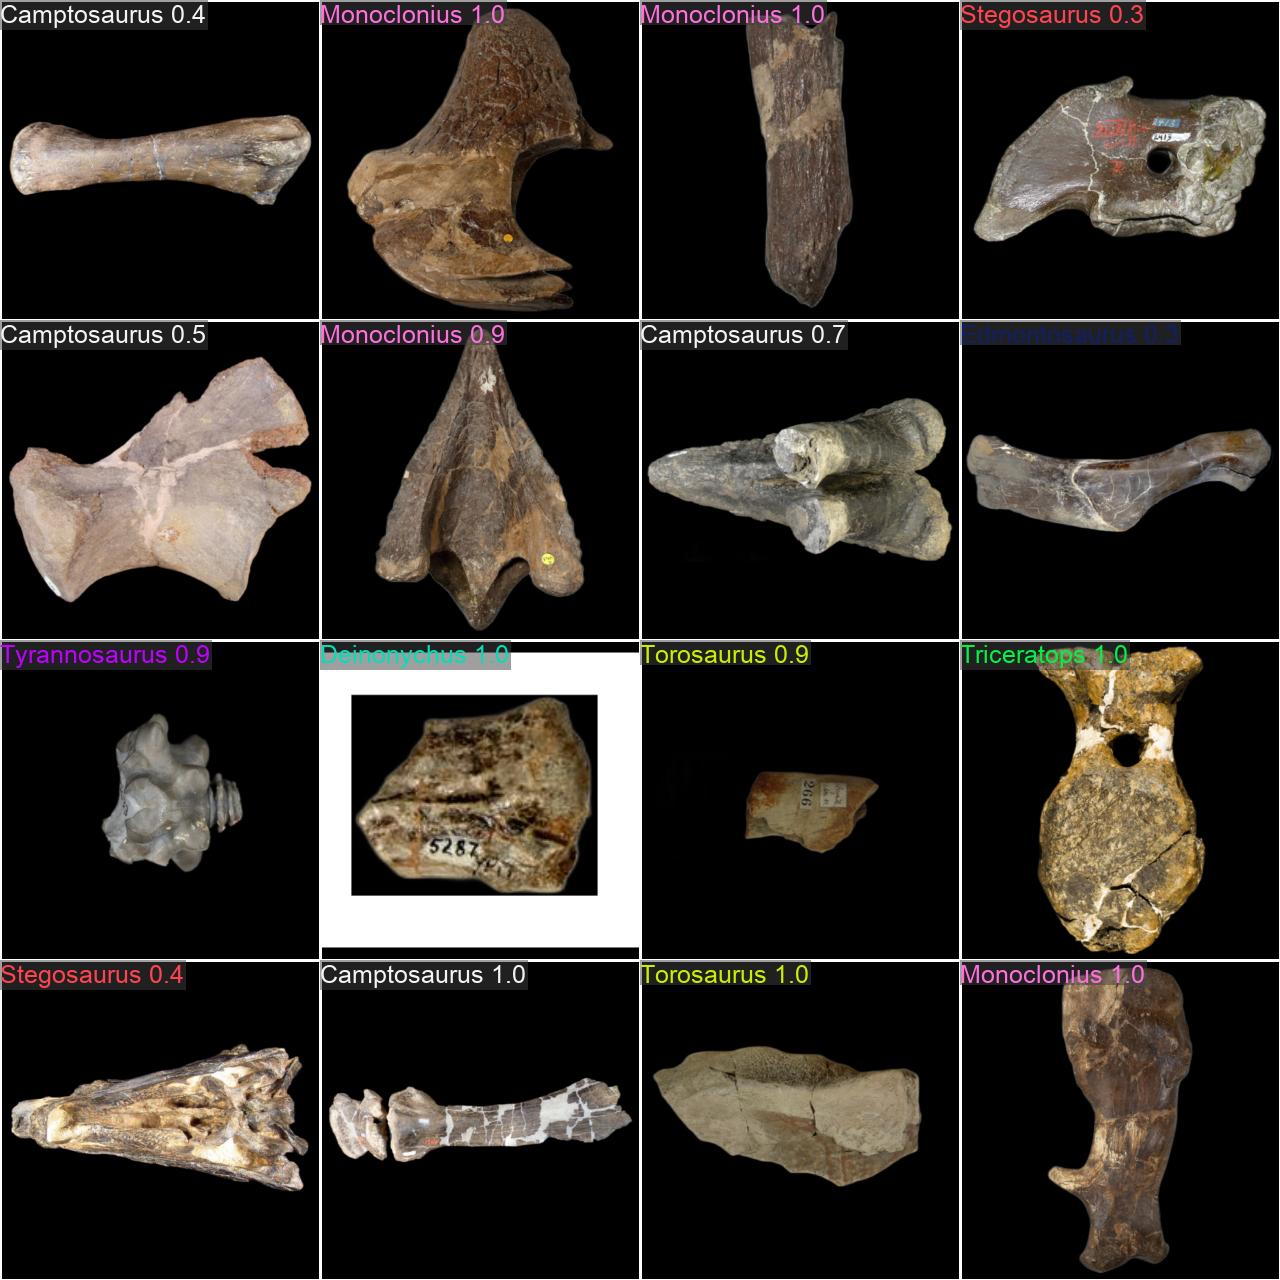 Camptosaurus 0.4
Monoclonius 1.0
Monoclonius 1.0
Stegosaurus 0.3
Camptosaurus 0.5
Monoclonius 0.9
Camptosaurus 0.7
Edmontosaurus 0.3
Tyrannosaurus 0.9
Deinonychus 1.0
Torosaurus 0.9
Triceratops 1.0
5287
266
Stegosaurus 0.4
Camptosaurus 1.0
Torosaurus 1.0
Monoclonius 1.0